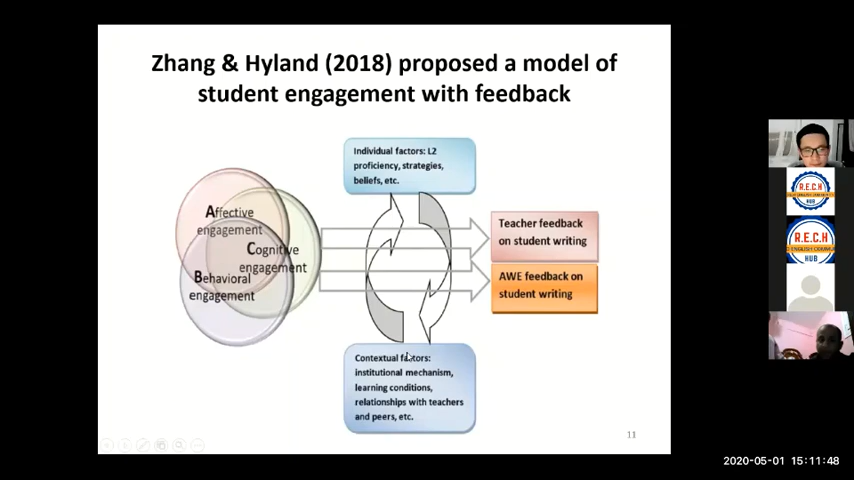 Zhang & Hyland (2018) proposed a model of
student engagement with feedback
Individual factors: L2
proficiency, strategies,
beliefs, etc.
Affective
engagement
Cognitive
engagement
Behavioral
engagement
Teacher feedback
on student writing
AWE feedback on
student writing
Contextual factors:
institutional mechanism,
learning conditions,
relationships with teachers
and peers, etc.
11
R.E.C.H
HUB
R.E.C.H
HUB
2020-05-01 15:11:48